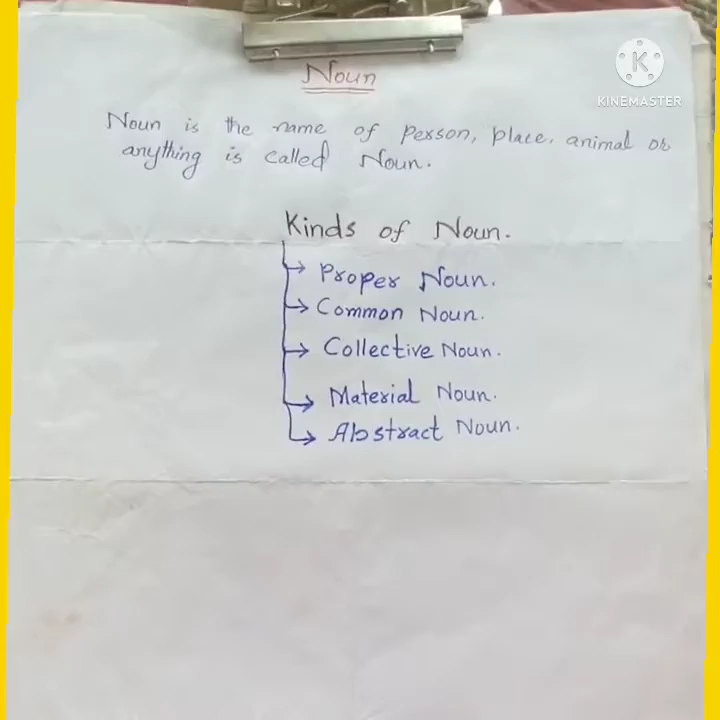 Noun
KINEMASTER
Noun is the name of person, place, animal or
anything is called Noun.
Kinds of Noun.
Proper Noun.
Common Noun.
Collective Noun.
Material Noun.
Abstract Noun.